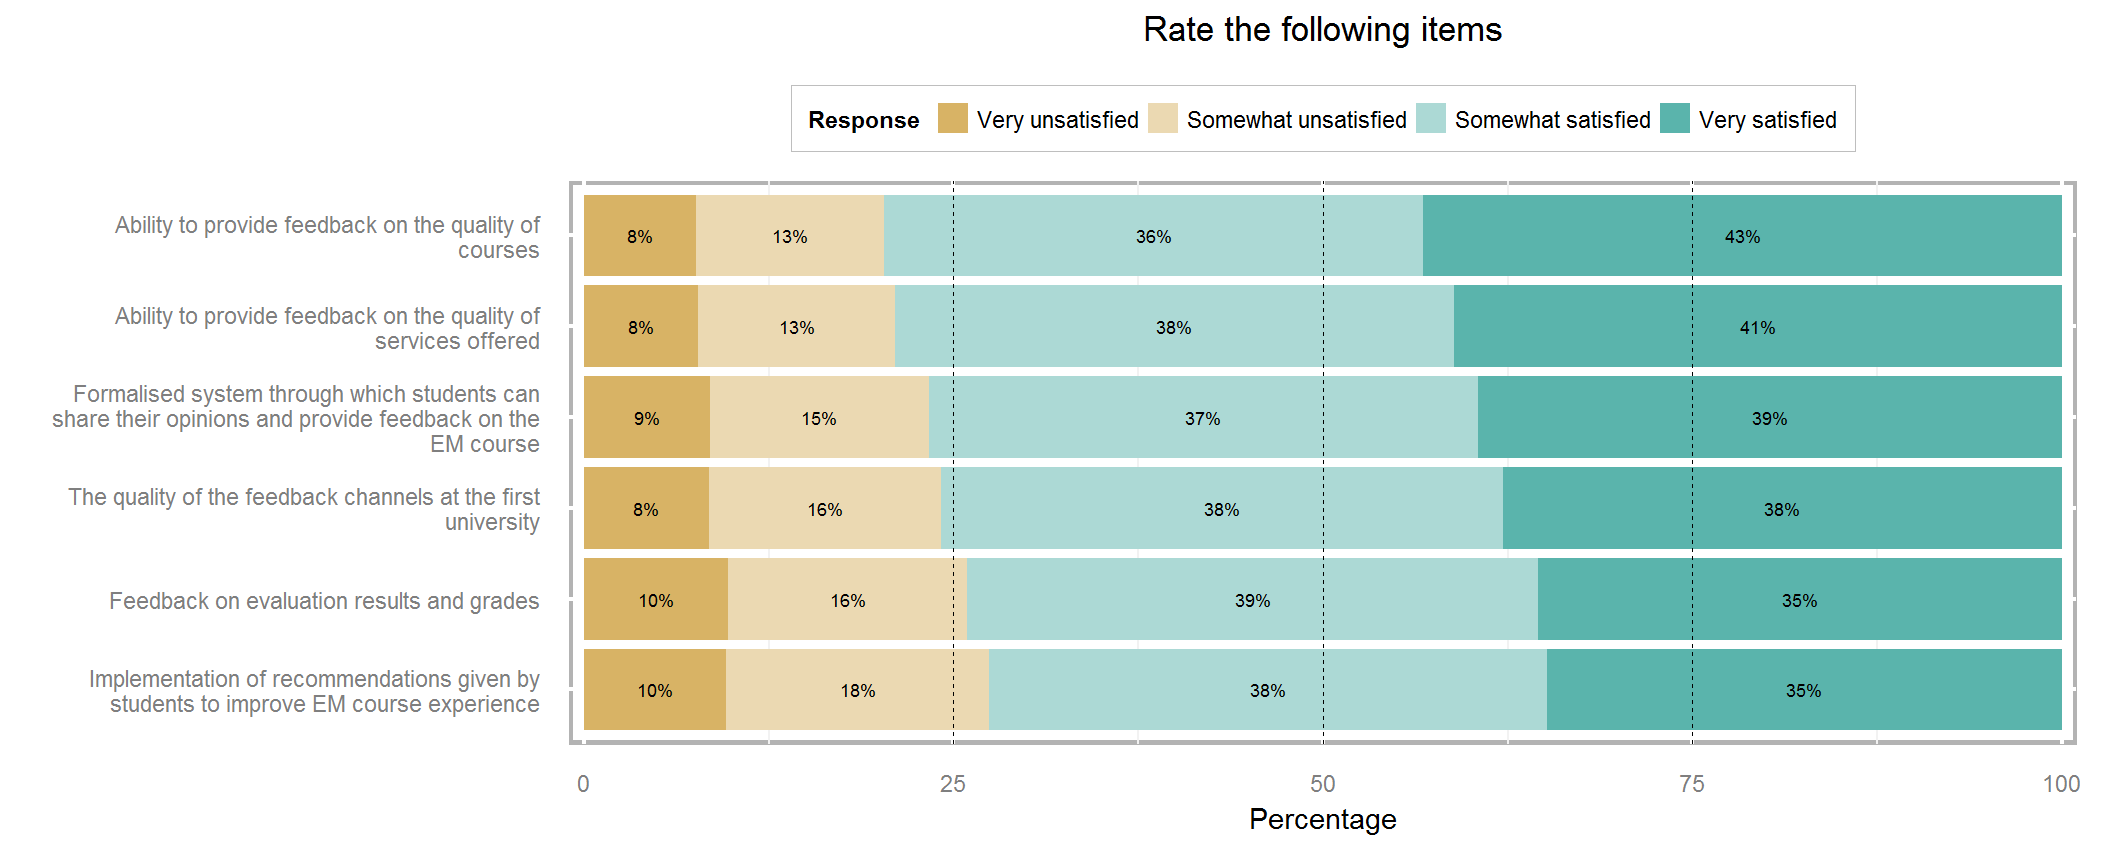 Rate the following items
Response Very unsatisfied Somewhat unsatisfied Somewhat satisfied Very satisfied
Ability to provide feedback on the quality of
courses
8% 13% 36% 43%
Ability to provide feedback on the quality of
services offered
8% 13% 38% 41%
Formalised system through which students can
share their opinions and provide feedback on the
EM course
9% 15% 37% 39%
The quality of the feedback channels at the first
university
8% 16% 38% 38%
Feedback on evaluation results and grades
10% 16% 39% 35%
Implementation of recommendations given by
students to improve EM course experience
10% 18% 38% 35%
0 25 50 75 100
Percentage